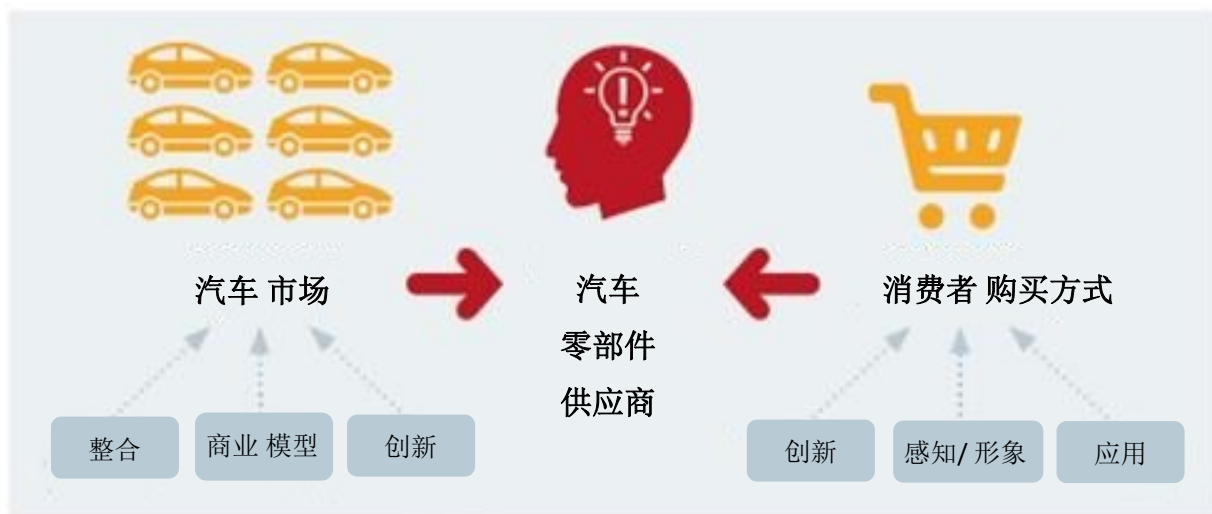 汽车 市场
汽车
零部件
供应商
消费者 购买方式
整合
商业 模型
创新
创新
感知/ 形象
应用